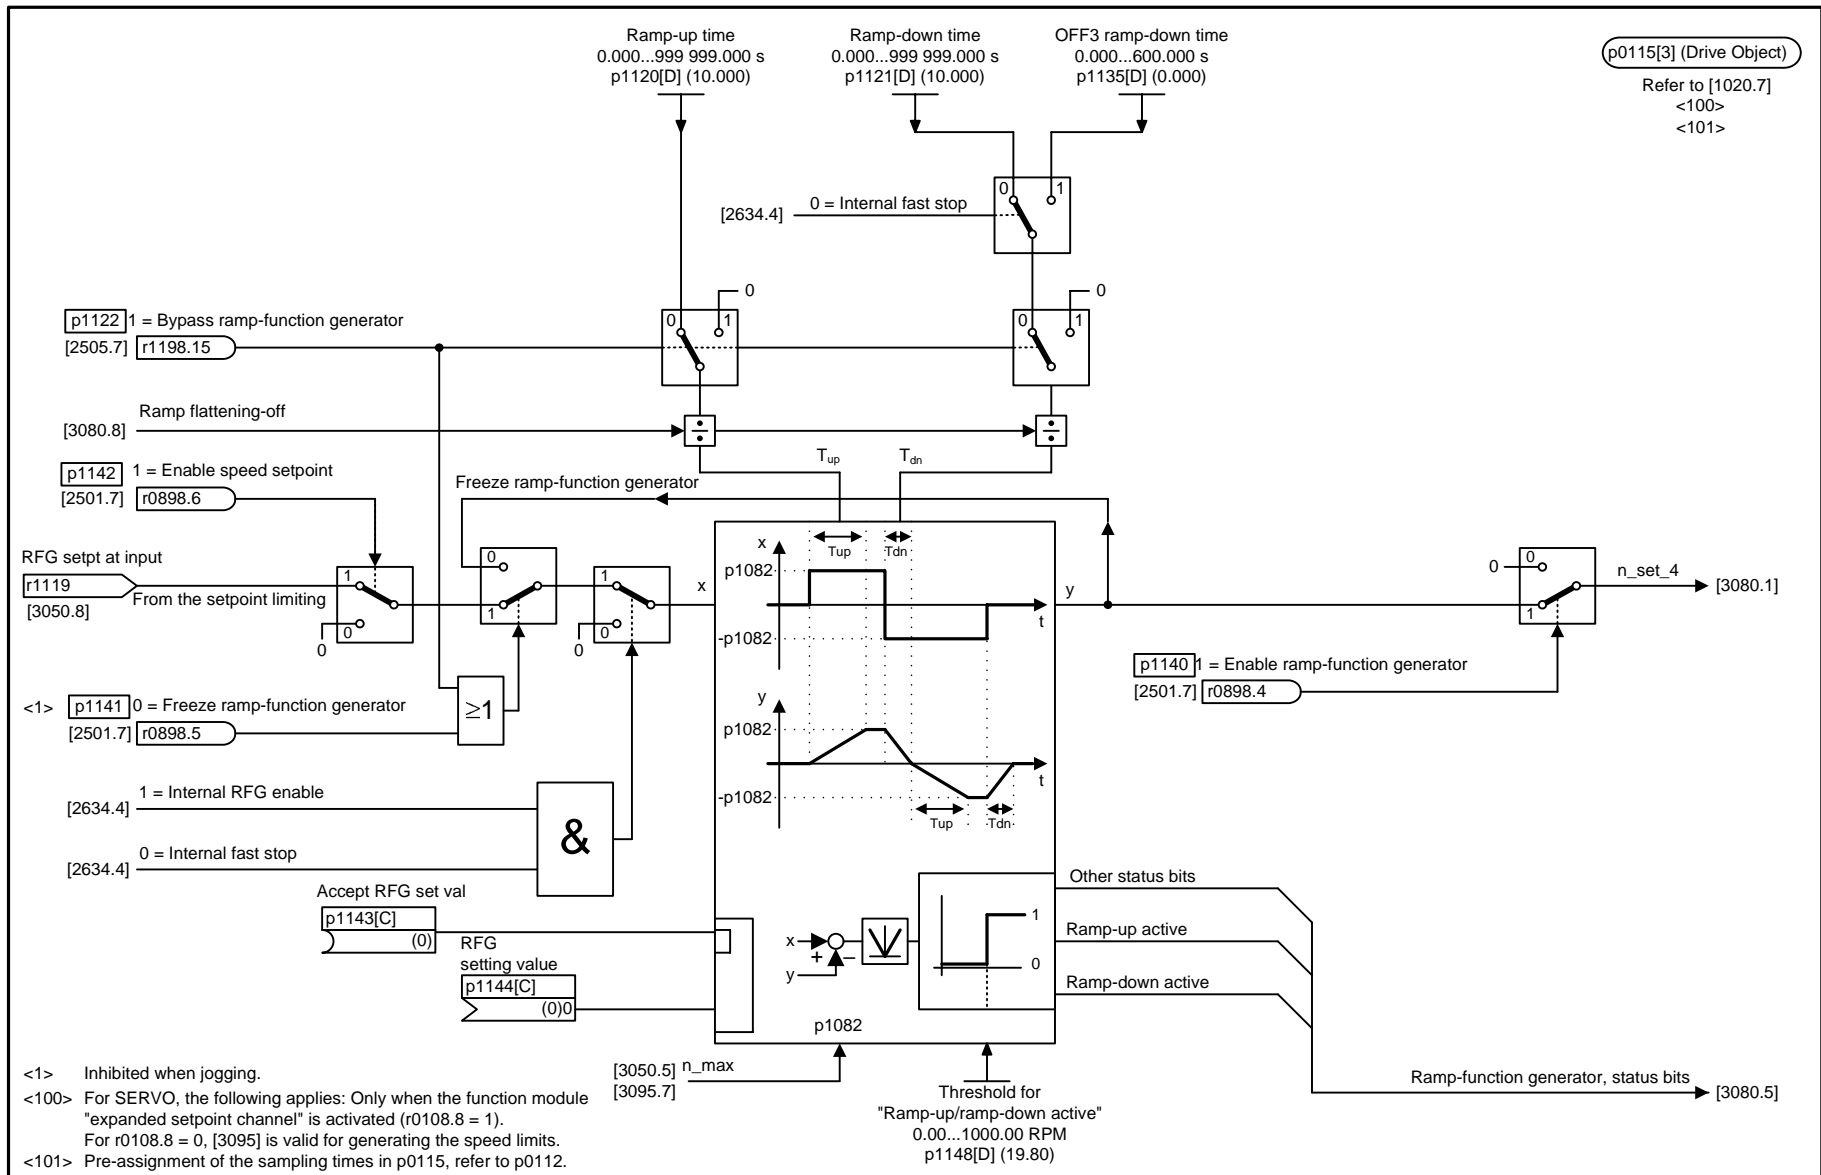 Ramp-up time
0.000...999 999.000 s
p1120[D] (10.000)
Ramp-down time
0.000...999 999.000 s
p1121[D] (10.000)
OFF3 ramp-down time
0.000...600.000 s
p1135[D] (0.000)
p0115[3] (Drive Object)
Refer to [1020.7]
<100>
<101>
0 1
[2634.4] 0 = Internal fast stop
0
0
p1122 1 = Bypass ramp-function generator
0 1
0 1
[2505.7] r1198.15
Ramp flattening-off
[3080.8]
÷
÷
p1142 1 = Enable speed setpoint
[2501.7] r0898.6
Tup
Tdn
Freeze ramp-function generator
RFG setpt at input
r1119
From the setpoint limiting
[3050.8]
1
0
0
0
1
1
0
0
x
x
Tup
Tdn
p1082
-p1082
t
y
0
0
1
n_set_4
[3080.1]
p1140 1 = Enable ramp-function generator
[2501.7] r0898.4
<1> p1141 0 = Freeze ramp-function generator
[2501.7] r0898.5
≥1
y
p1082
-p1082
t
Tup
Tdn
1 = Internal RFG enable
[2634.4]
0 = Internal fast stop
[2634.4]
&
Accept RFG set val
p1143[C]
(0)
RFG
setting value
p1144[C]
(0)0
x
+
–
y
1
0
Other status bits
Ramp-up active
Ramp-down active
p1082
[3050.5] n_max
[3095.7]
Threshold for
"Ramp-up/ramp-down active"
0.00...1000.00 RPM
p1148[D] (19.80)
Ramp-function generator, status bits
[3080.5]
<1> Inhibited when jogging.
<100> For SERVO, the following applies: Only when the function module
"expanded setpoint channel" is activated (r0108.8 = 1).
For r0108.8 = 0, [3095] is valid for generating the speed limits.
<101> Pre-assignment of the sampling times in p0115, refer to p0112.